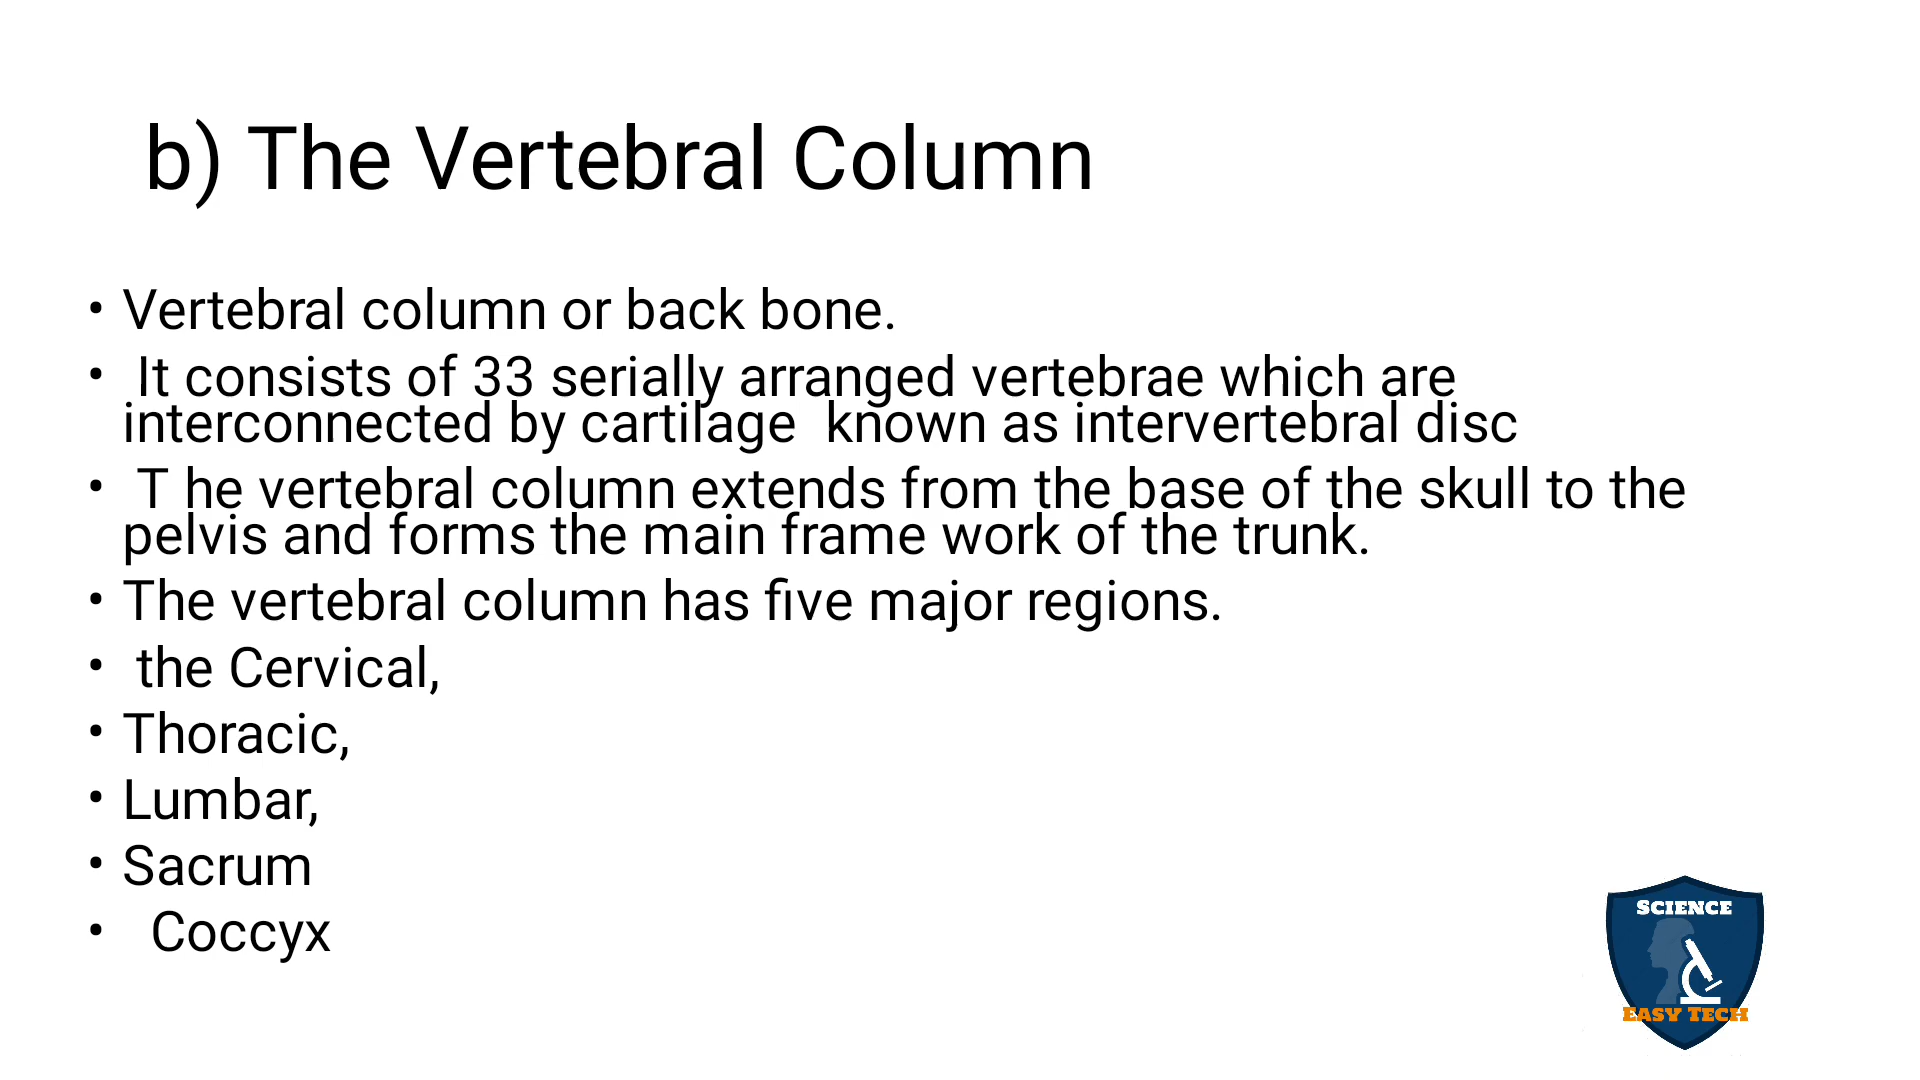 b) The Vertebral Column
• Vertebral column or back bone.
• It consists of 33 serially arranged vertebrae which are
interconnected by cartilage  known as intervertebral disc
• T he vertebral column extends from the base of the skull to the
pelvis and forms the main frame work of the trunk.
• The vertebral column has five major regions.
• the Cervical,
• Thoracic,
• Lumbar,
• Sacrum
• Coccyx
SCIENCE
EASY TECH